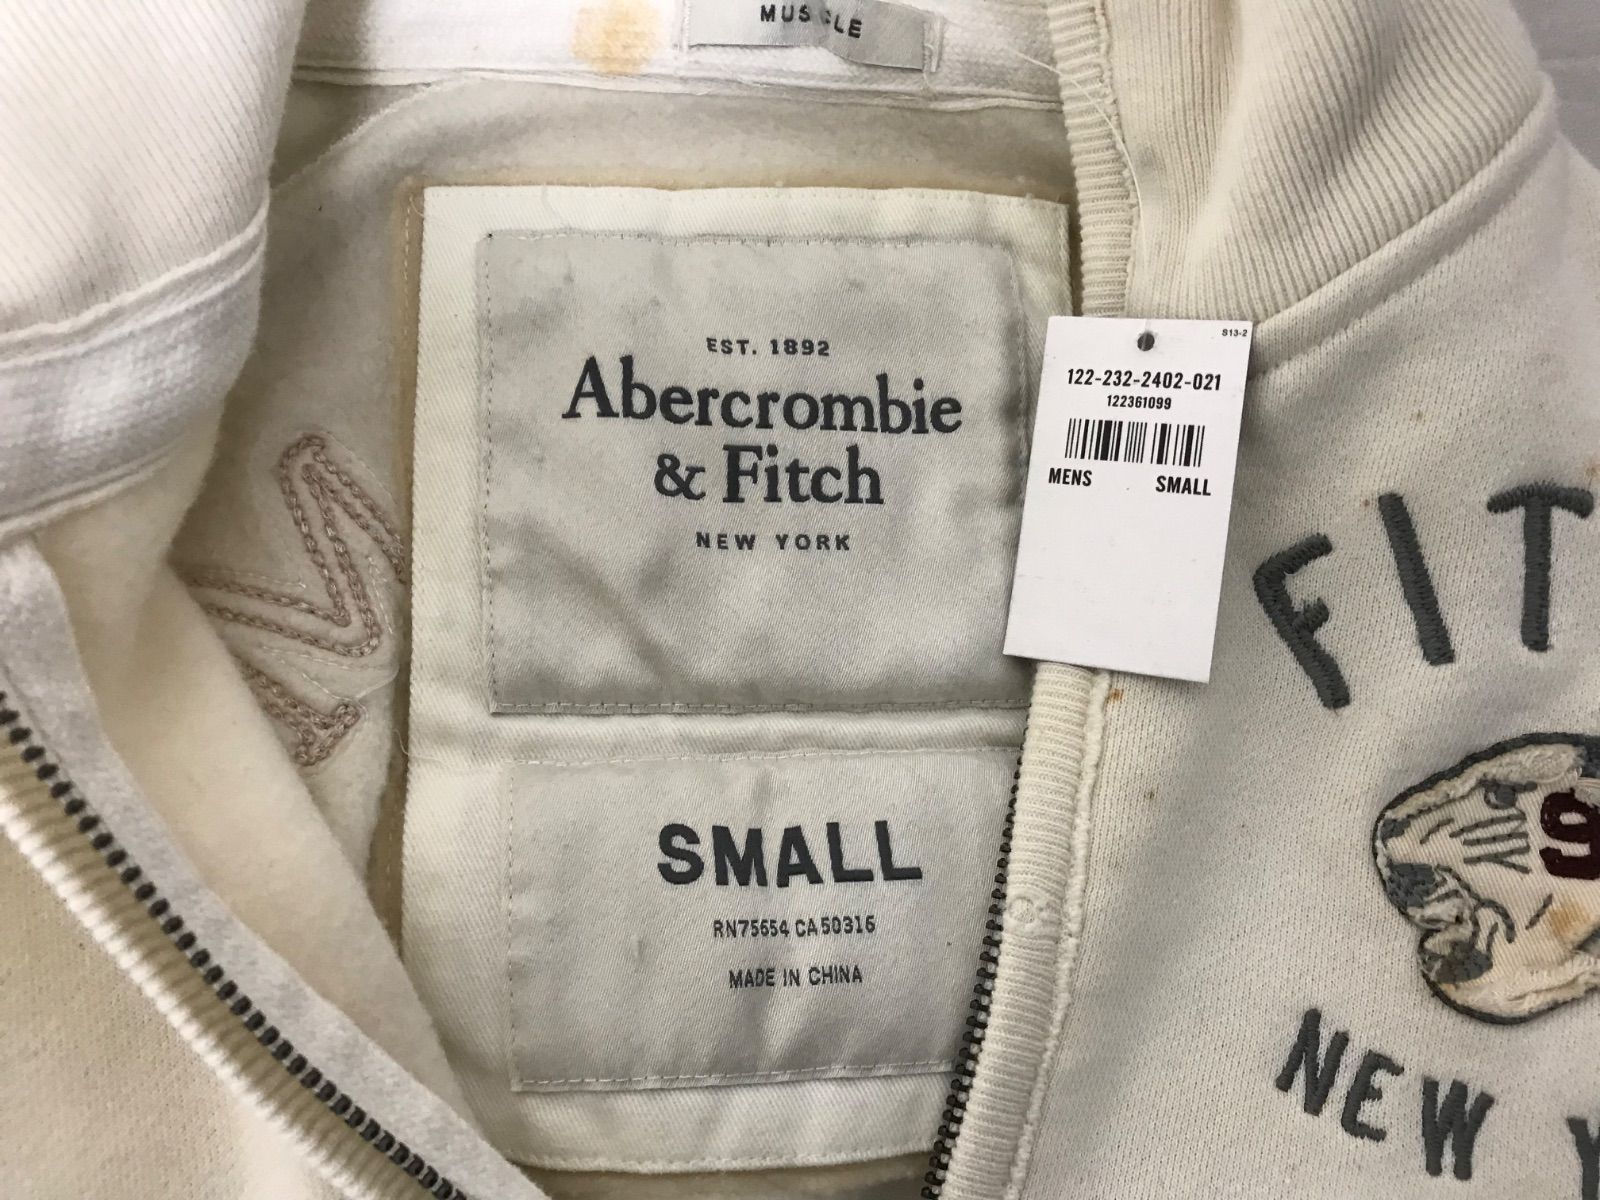 MUSCLE
EST. 1892
Abercrombie
& Fitch
NEW YORK
S13-2
122-232-2402-021
122361099
MENS SMALL
SMALL
RN75654 CA50316
MADE IN CHINA
FIT
9
NEW Y